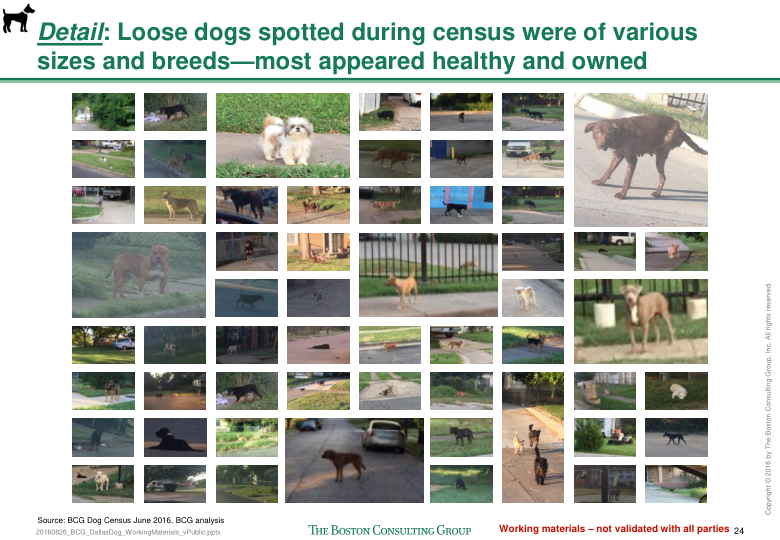 Detail: Loose dogs spotted during census were of various
sizes and breeds—most appeared healthy and owned
Copyright © 2016 by The Boston Consulting Group, Inc. All rights reserved.
Source: BCG Dog Census June 2016, BCG analysis
20160826_BCG_DallasDog_WorkingMaterials_vPublic.pptx
THE BOSTON CONSULTING GROUP
Working materials – not validated with all parties 24